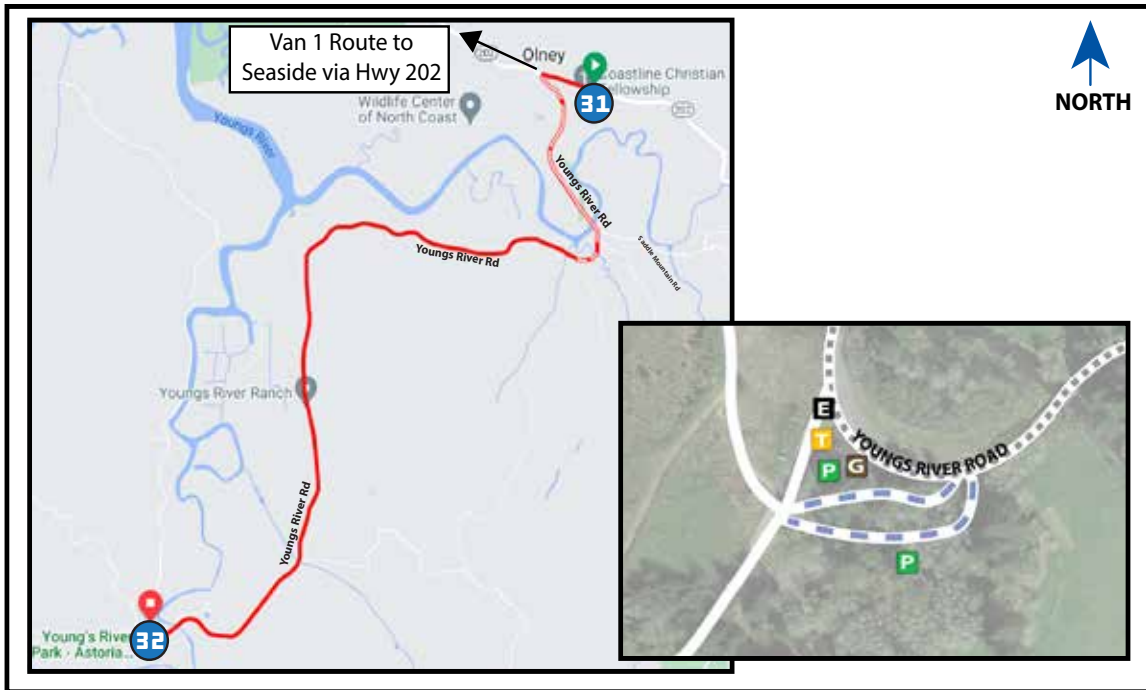 Van 1 Route to
Seaside via Hwy 202
202
Olney
Coastline Christian
Fellowship
31
202
Wildlife Center
of North Coast
NORTH
Youngs River
Youngs River Rd
Youngs River Rd
Saddle Mountain Rd
Youngs River Ranch
Youngs River Rd
Young's River
Park - Astoria...
32
E
T
P
G
YOUNGS RIVER ROAD
P